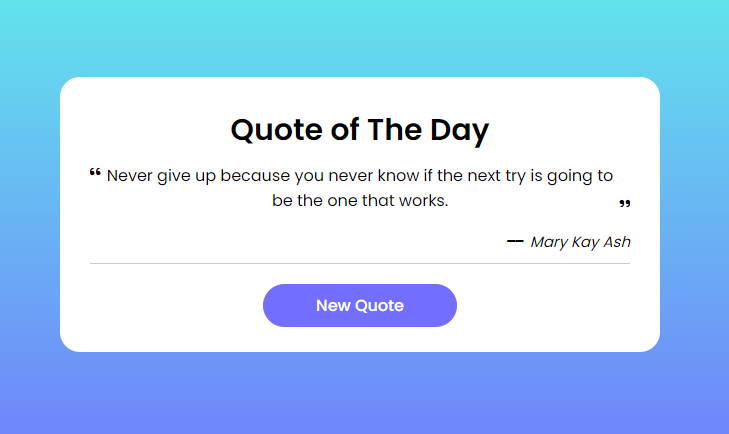 Quote of The Day
“ Never give up because you never know if the next try is going to
be the one that works. ”
— Mary Kay Ash
New Quote